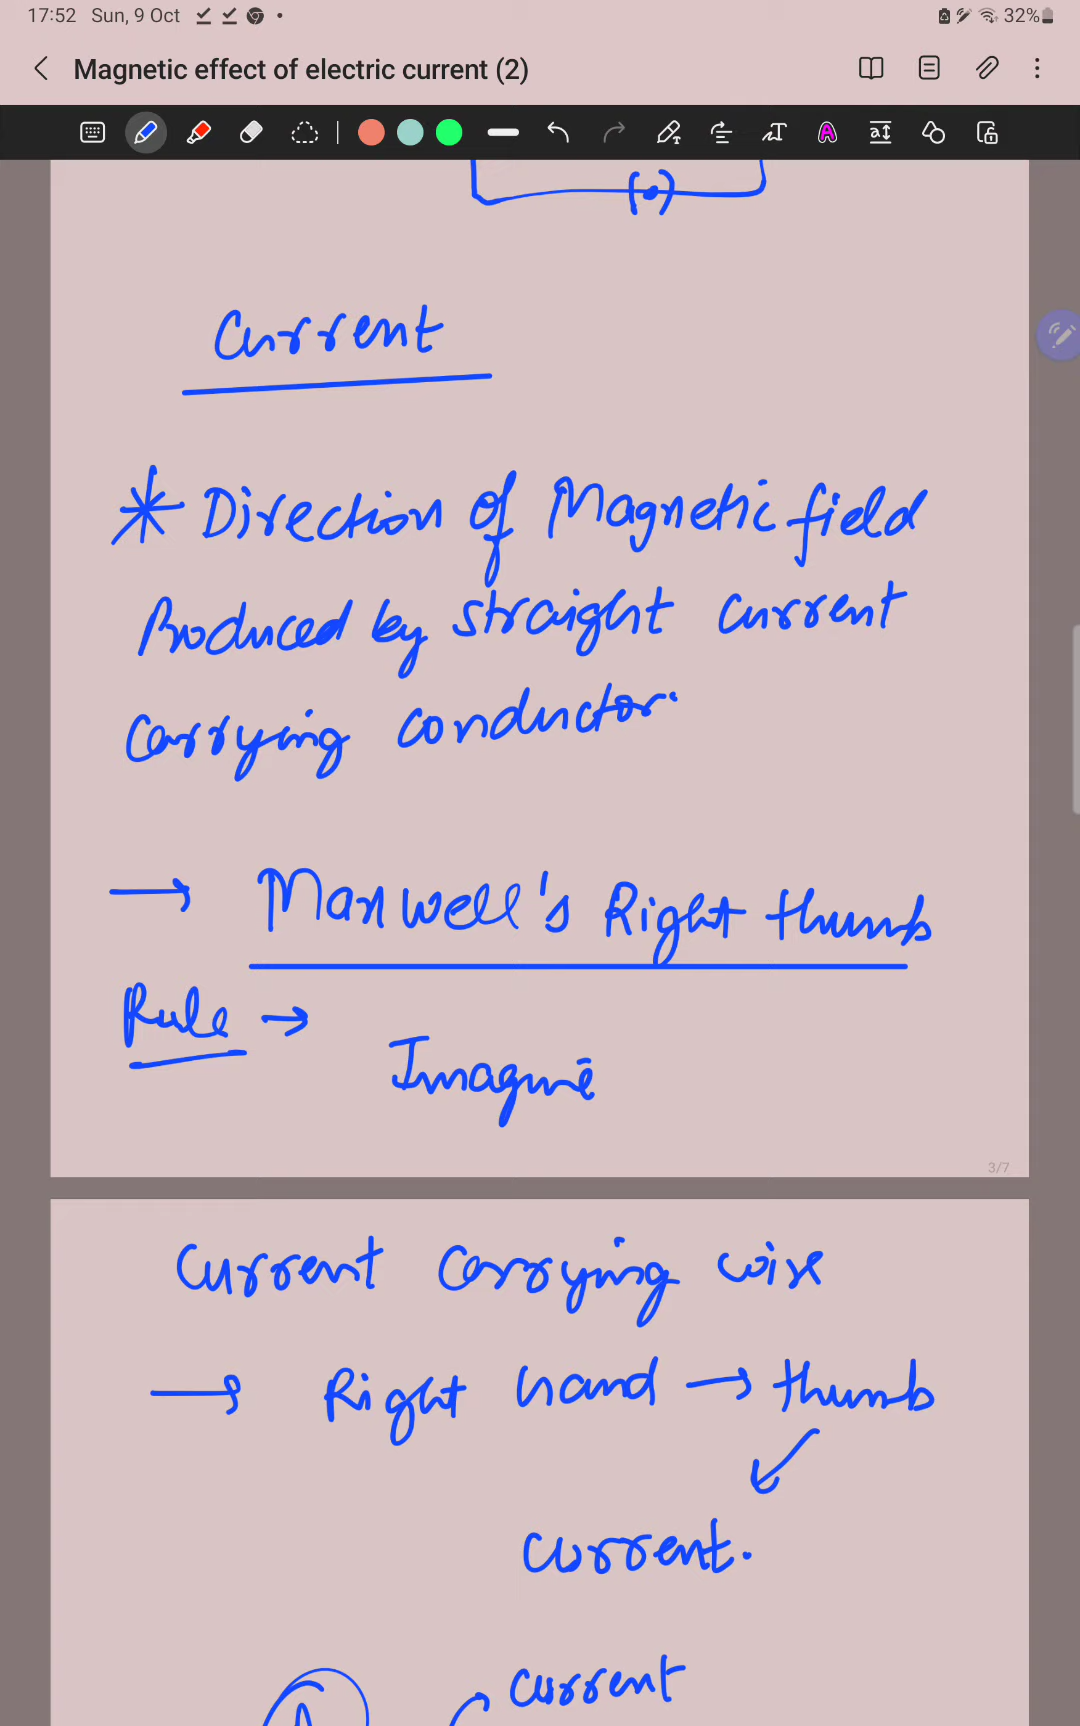 17:52 Sun, 9 Oct
32%
Magnetic effect of electric current (2)
(•)
Current
* Direction of Magnetic field
Produced by straight current
Carrying conductor.
→ Maxwell's Right thumb
Rule →
Imagine
3/7
Current Carrying wire
→ Right hand → thumb
Current.
current